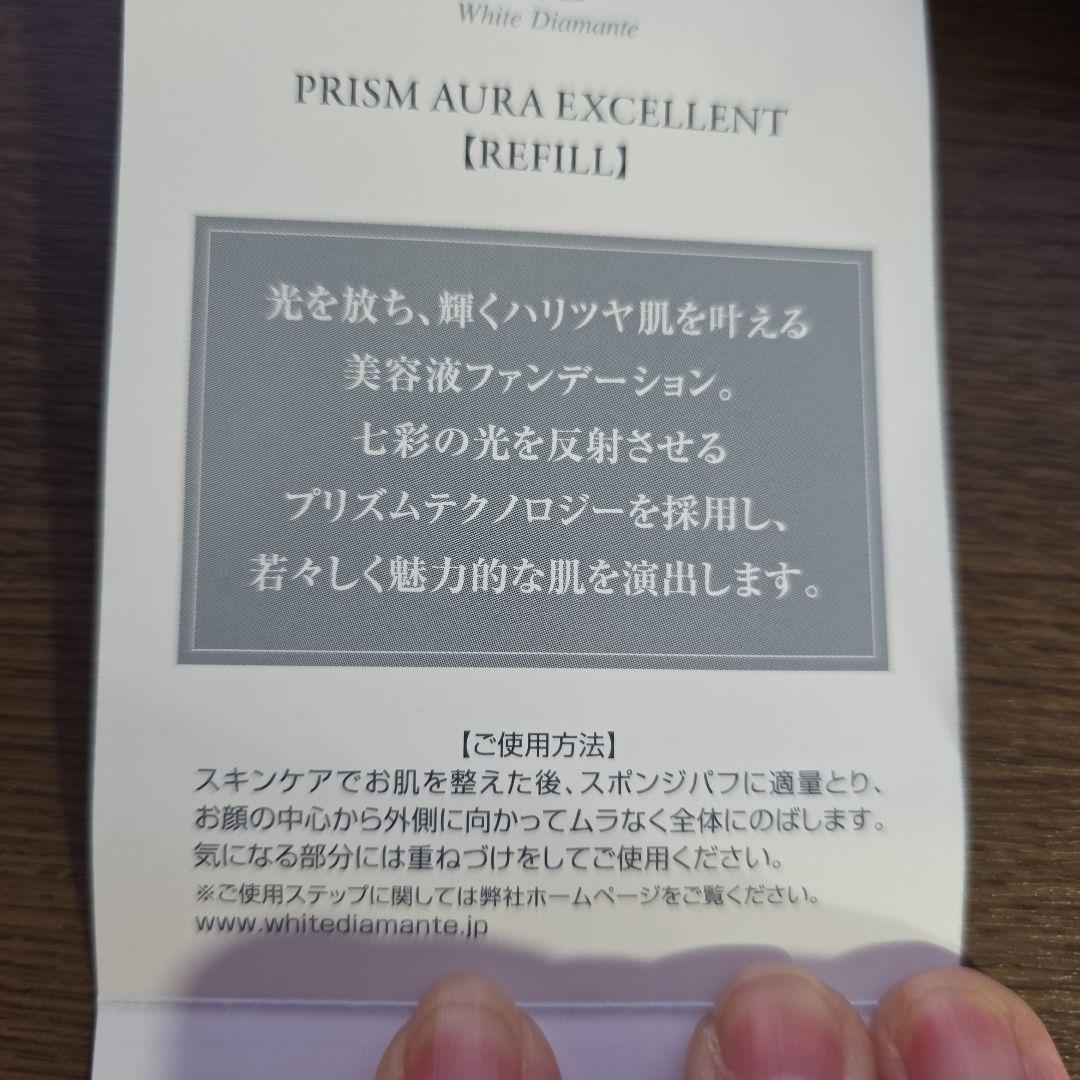 White Diamante
PRISM AURA EXCELLENT
【REFILL】
光を放ち、輝くハリツヤ肌を叶える
美容液ファンデーション。
七彩の光を反射させる
プリズムテクノロジーを採用し、
若々しく魅力的な肌を演出します。
【ご使用方法】
スキンケアでお肌を整えた後、スポンジパフに適量とり、
お顔の中心から外側に向かってムラなく全体にのばします。
気になる部分には重ねづけをしてご使用ください。
※ご使用ステップに関しては弊社ホームページをご覧ください。
www.whitediamante.jp